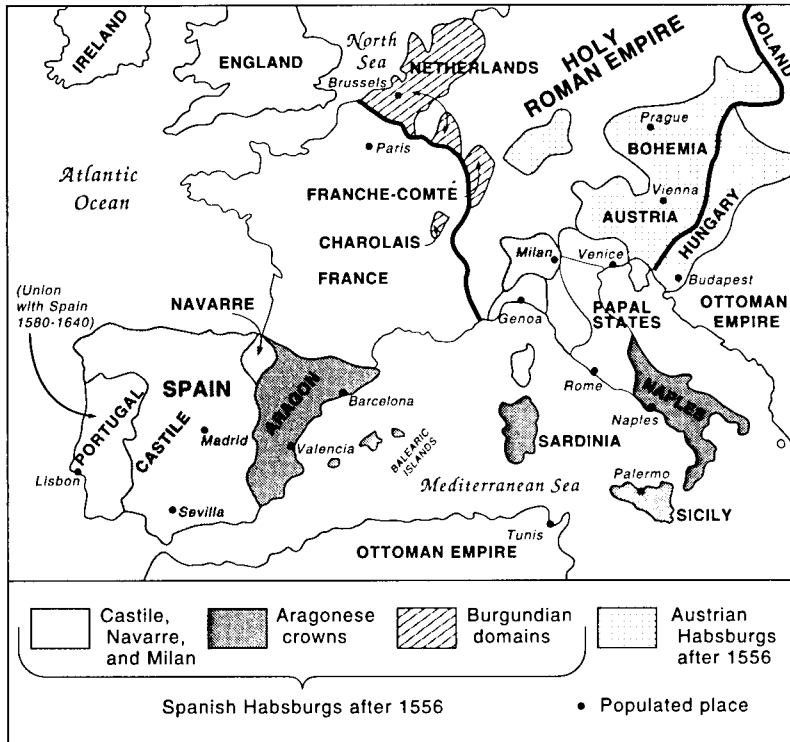 IRELAND
ENGLAND
North
Sea
NETHERLANDS
Brussels
HOLY
ROMAN EMPIRE
POLAND
Paris
Prague
BOHEMIA
Atlantic
Ocean
FRANCHE-COMTÉ
Vienna
AUSTRIA
HUNGARY
CHAROLAIS
FRANCE
Milan
Venice
Budapest
(Union
with Spain
1580-1640)
NAVARRE
Genoa
PAPAL
STATES
OTTOMAN
EMPIRE
SPAIN
PORTUGAL
CASTILE
ARAGON
Barcelona
Rome
NAPLES
Madrid
Valencia
BALEARIC
ISLANDS
SARDINIA
Naples
Lisbon
Mediterranean Sea
Palermo
SICILY
Sevilla
OTTOMAN EMPIRE
Tunis
Castile,
Navarre,
and Milan
Aragonese
crowns
Burgundian
domains
Austrian
Habsburgs
after 1556
Spanish Habsburgs after 1556
Populated place